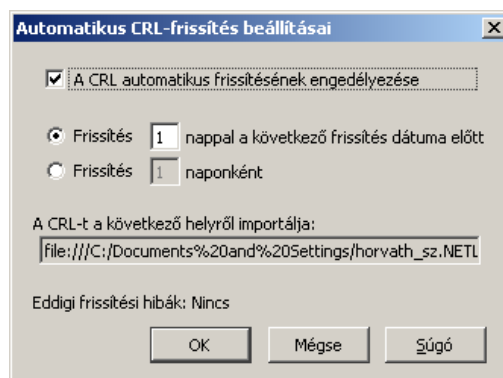 Automatikus CRL-frissítés beállításai
A CRL automatikus frissítésének engedélyezése
Frissítés 1 nappal a következő frissítés dátuma előtt
Frissítés 1 naponként
A CRL-t a következő helyről importálja:
file:///C:/Documents%20and%20Settings/horvath_sz.NETL
Eddigi frissítési hibák: Nincs
OK Mégse Súgó